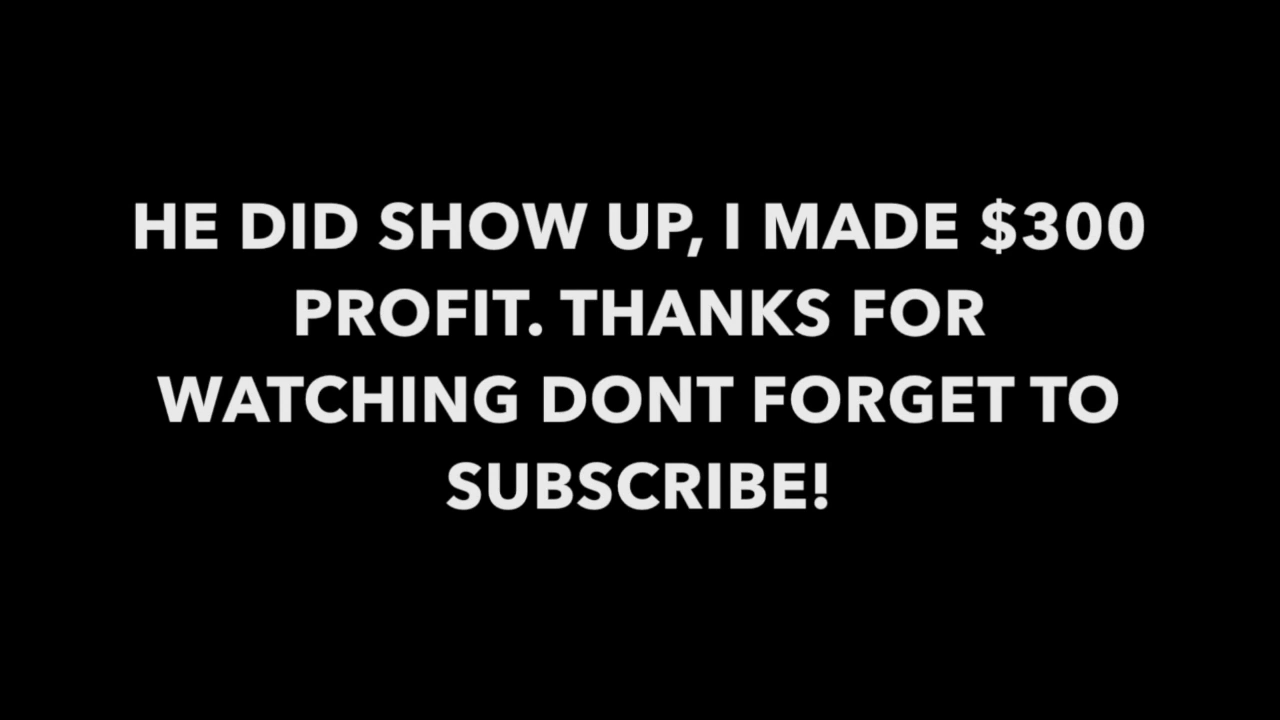 HE DID SHOW UP, I MADE $300
PROFIT. THANKS FOR
WATCHING DONT FORGET TO
SUBSCRIBE!